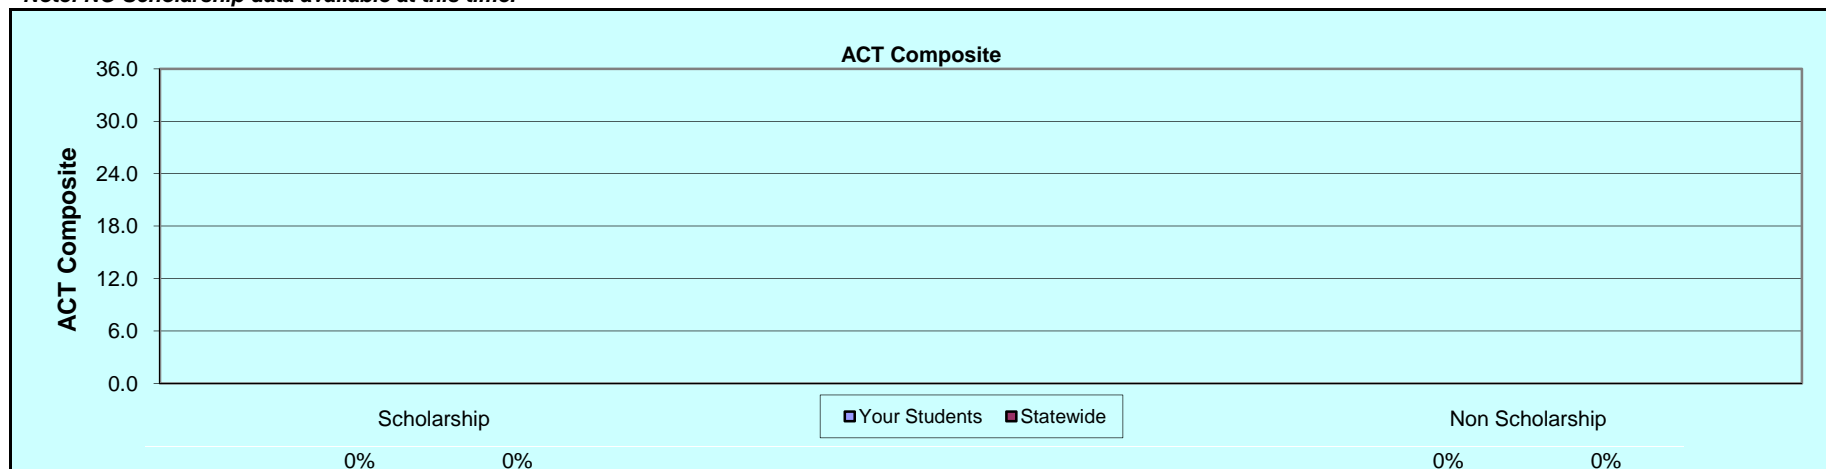 Note: NO Scholarship data available at this time.
ACT Composite
36.0
30.0
24.0
18.0
12.0
6.0
0.0
ACT Composite
Scholarship
Your Students Statewide
Non Scholarship
0% 0% 0% 0%